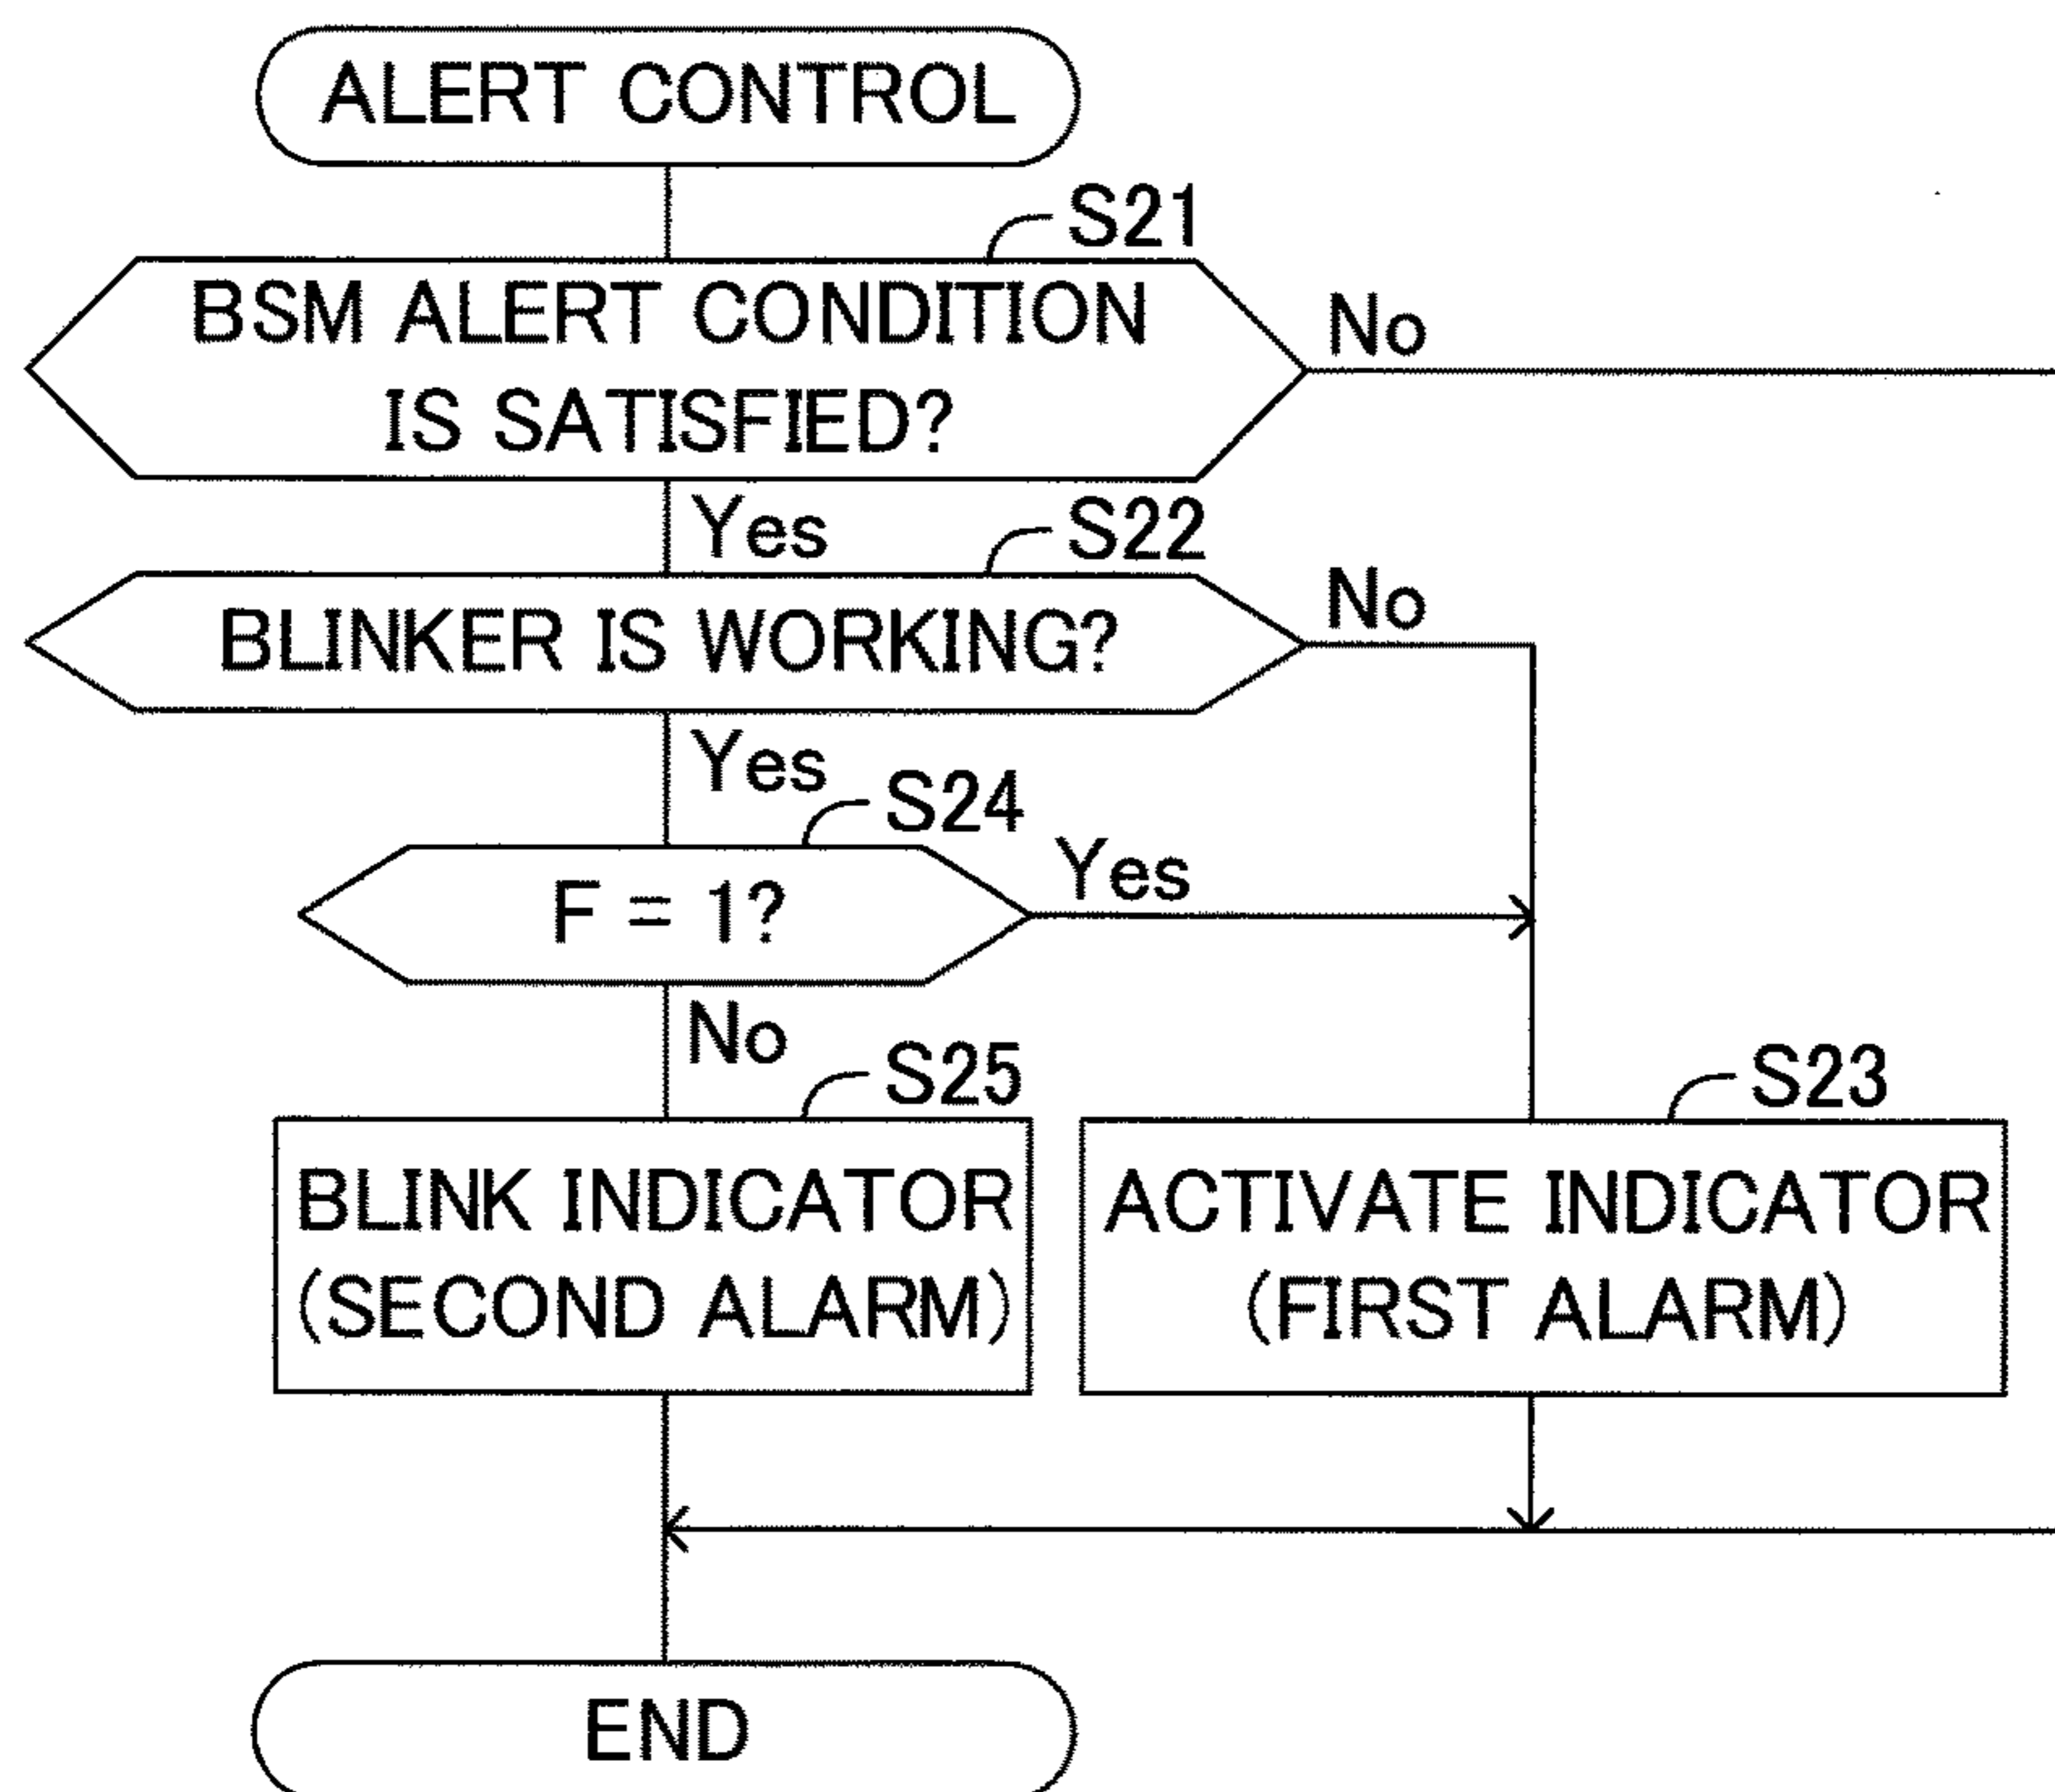 ALERT CONTROL
S21
BSM ALERT CONDITION
IS SATISFIED?
No
Yes
S22
BLINKER IS WORKING?
No
Yes
S24
F = 1?
Yes
No
S25
BLINK INDICATOR
(SECOND ALARM)
S23
ACTIVATE INDICATOR
(FIRST ALARM)
END